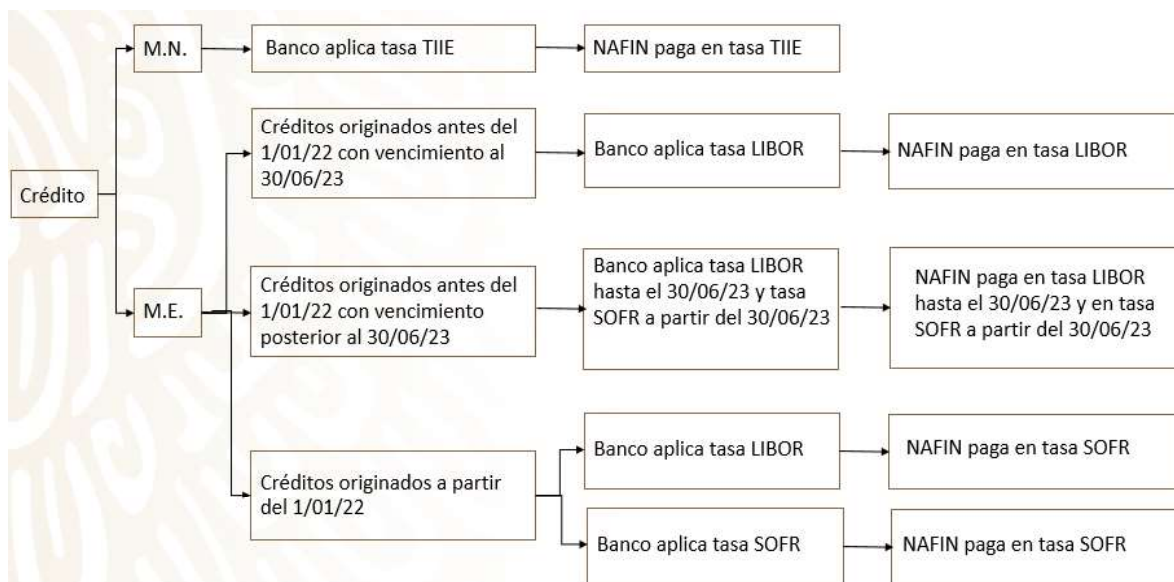 M.N.
Banco aplica tasa TIIE
NAFIN paga en tasa TIIE
Créditos originados antes del
1/01/22 con vencimiento al
30/06/23
Banco aplica tasa LIBOR
NAFIN paga en tasa LIBOR
Crédito
M.E.
Créditos originados antes del
1/01/22 con vencimiento
posterior al 30/06/23
Banco aplica tasa LIBOR
hasta el 30/06/23 y tasa
SOFR a partir del 30/06/23
NAFIN paga en tasa LIBOR
hasta el 30/06/23 y en tasa
SOFR a partir del 30/06/23
Créditos originados a partir
del 1/01/22
Banco aplica tasa LIBOR
NAFIN paga en tasa SOFR
Banco aplica tasa SOFR
NAFIN paga en tasa SOFR